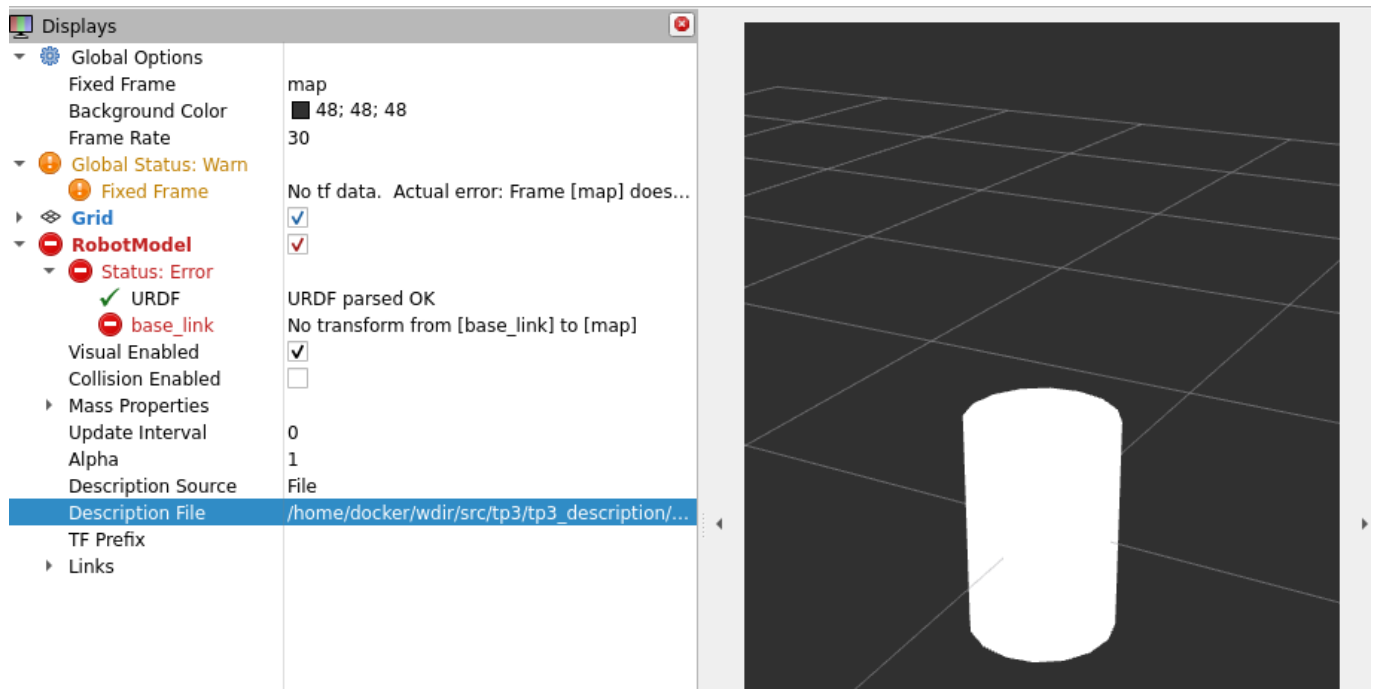 Displays
Global Options
Fixed Frame map
Background Color 48; 48; 48
Frame Rate 30
Global Status: Warn
Fixed Frame No tf data.  Actual error: Frame [map] does...
Grid
RobotModel
Status: Error
URDF URDF parsed OK
base_link No transform from [base_link] to [map]
Visual Enabled
Collision Enabled
Mass Properties
Update Interval 0
Alpha 1
Description Source File
Description File /home/docker/wdir/src/tp3/tp3_description/...
TF Prefix
Links